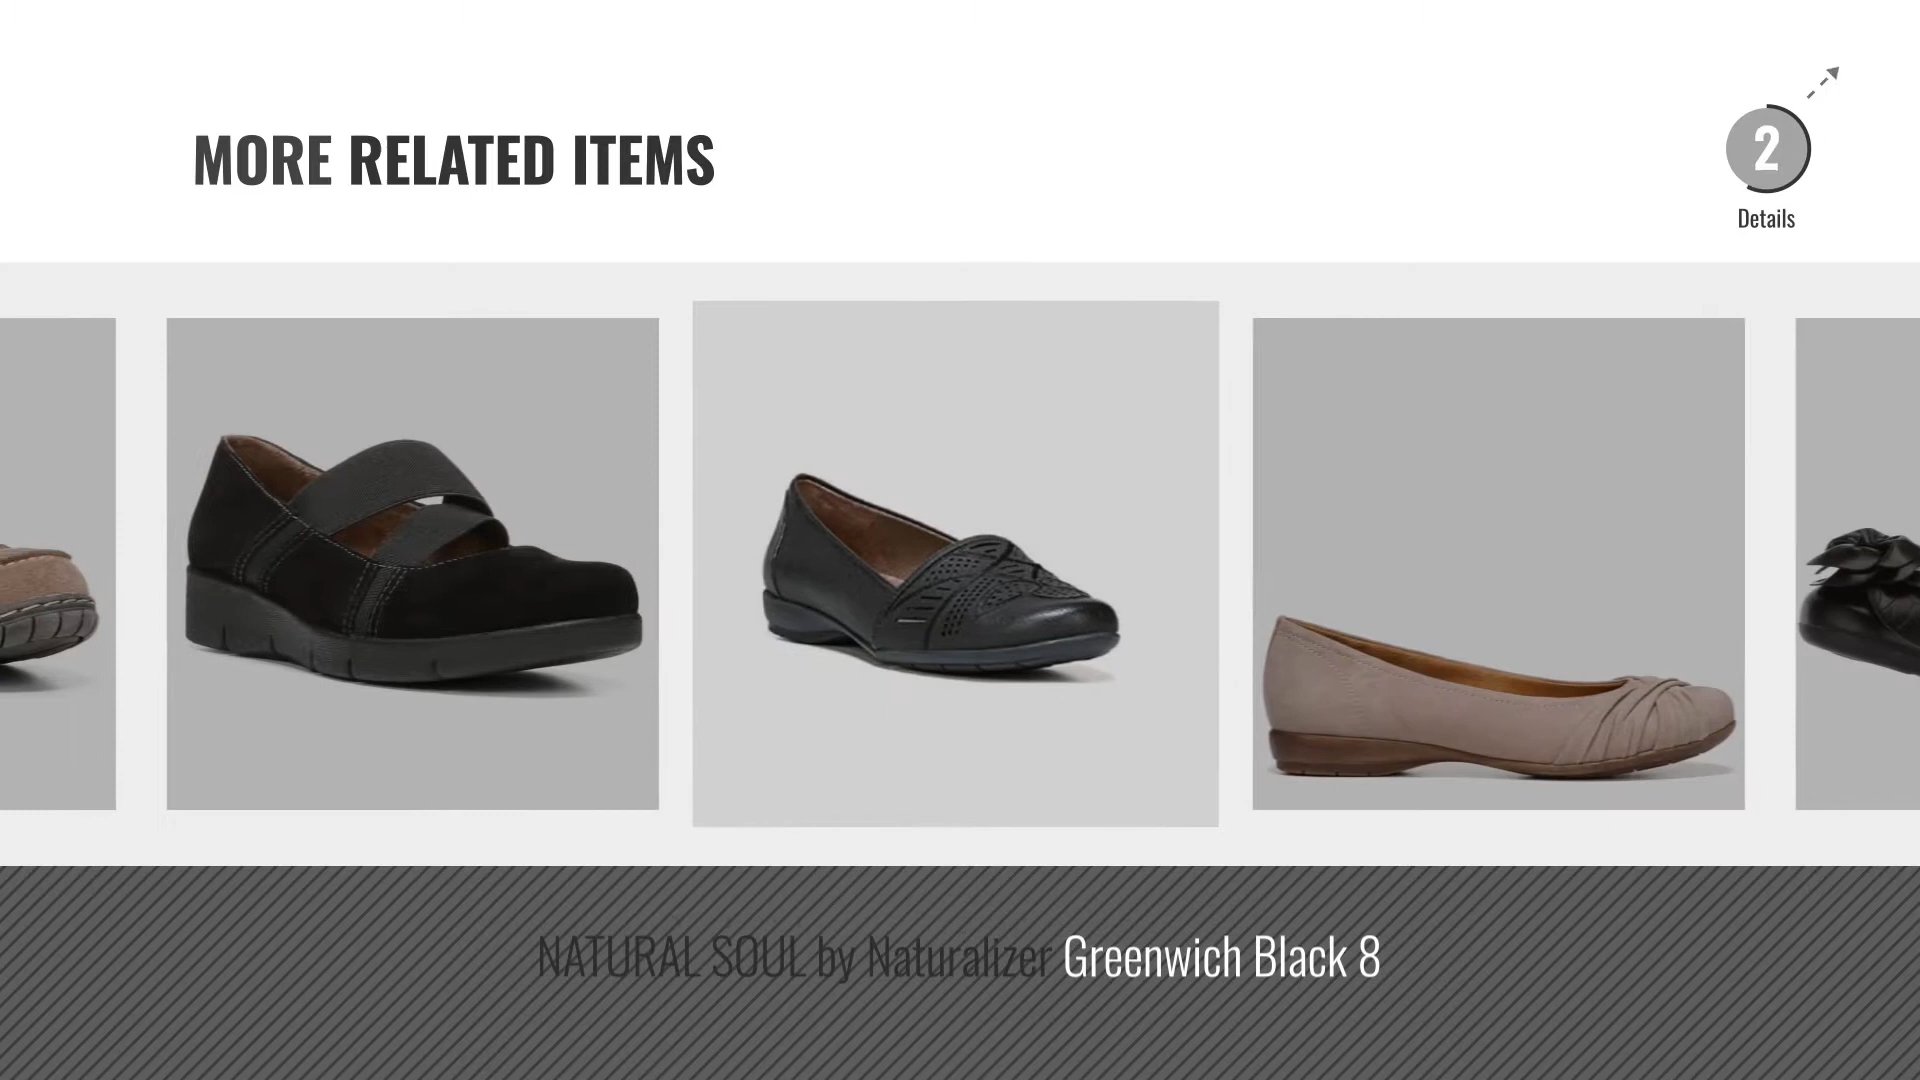 MORE RELATED ITEMS
2
Details
NATURAL SOUL by Naturalizer Greenwich Black 8